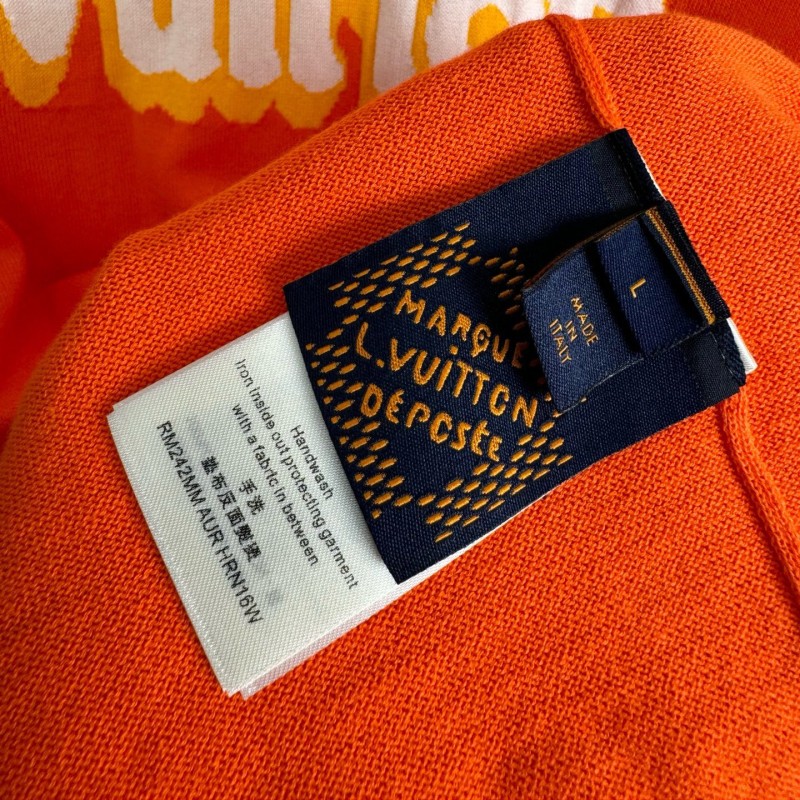 Vuitton
MARQUE
L.VUITTON
DÉPOSÉE
MADE
IN
ITALY
L
Handwash
Iron inside out protecting garment
with a fabric in between
手洗
垫布反面熨烫
RM242MM AUR HRN16W